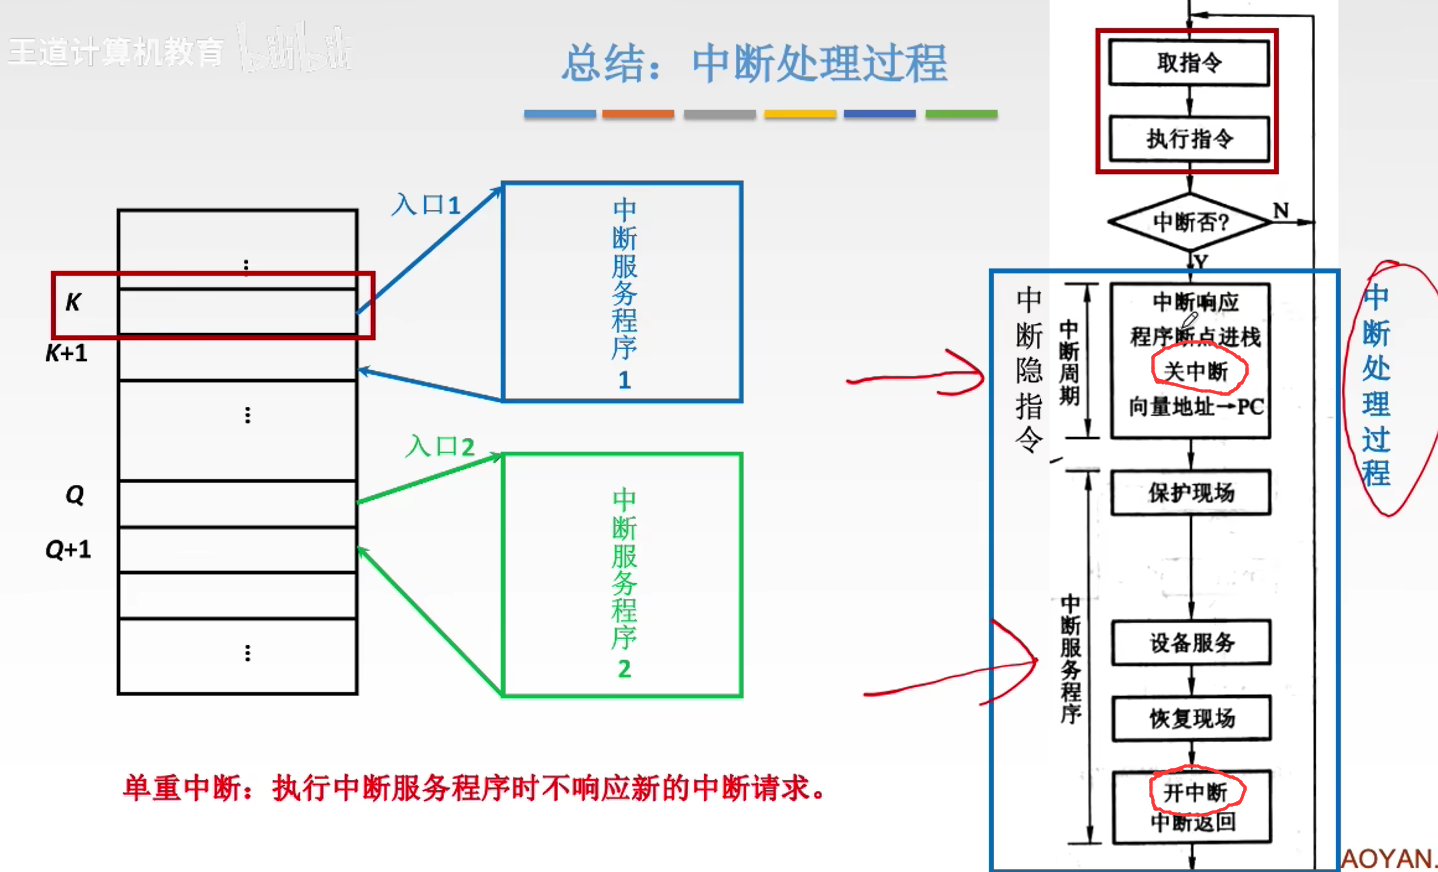 王道计算机教育 bilibili
总结：中断处理过程
取指令
执行指令
中断否?
N
Y
入口1
中断服务程序1
⋮
K
K+1
⋮
入口2
中断服务程序2
Q
Q+1
⋮
中断隐指令
中断周期
中断响应
程序断点进栈
关中断
向量地址→PC
中断处理过程
保护现场
中断服务程序
设备服务
恢复现场
开中断
中断返回
单重中断：执行中断服务程序时不响应新的中断请求。
AOYAN.